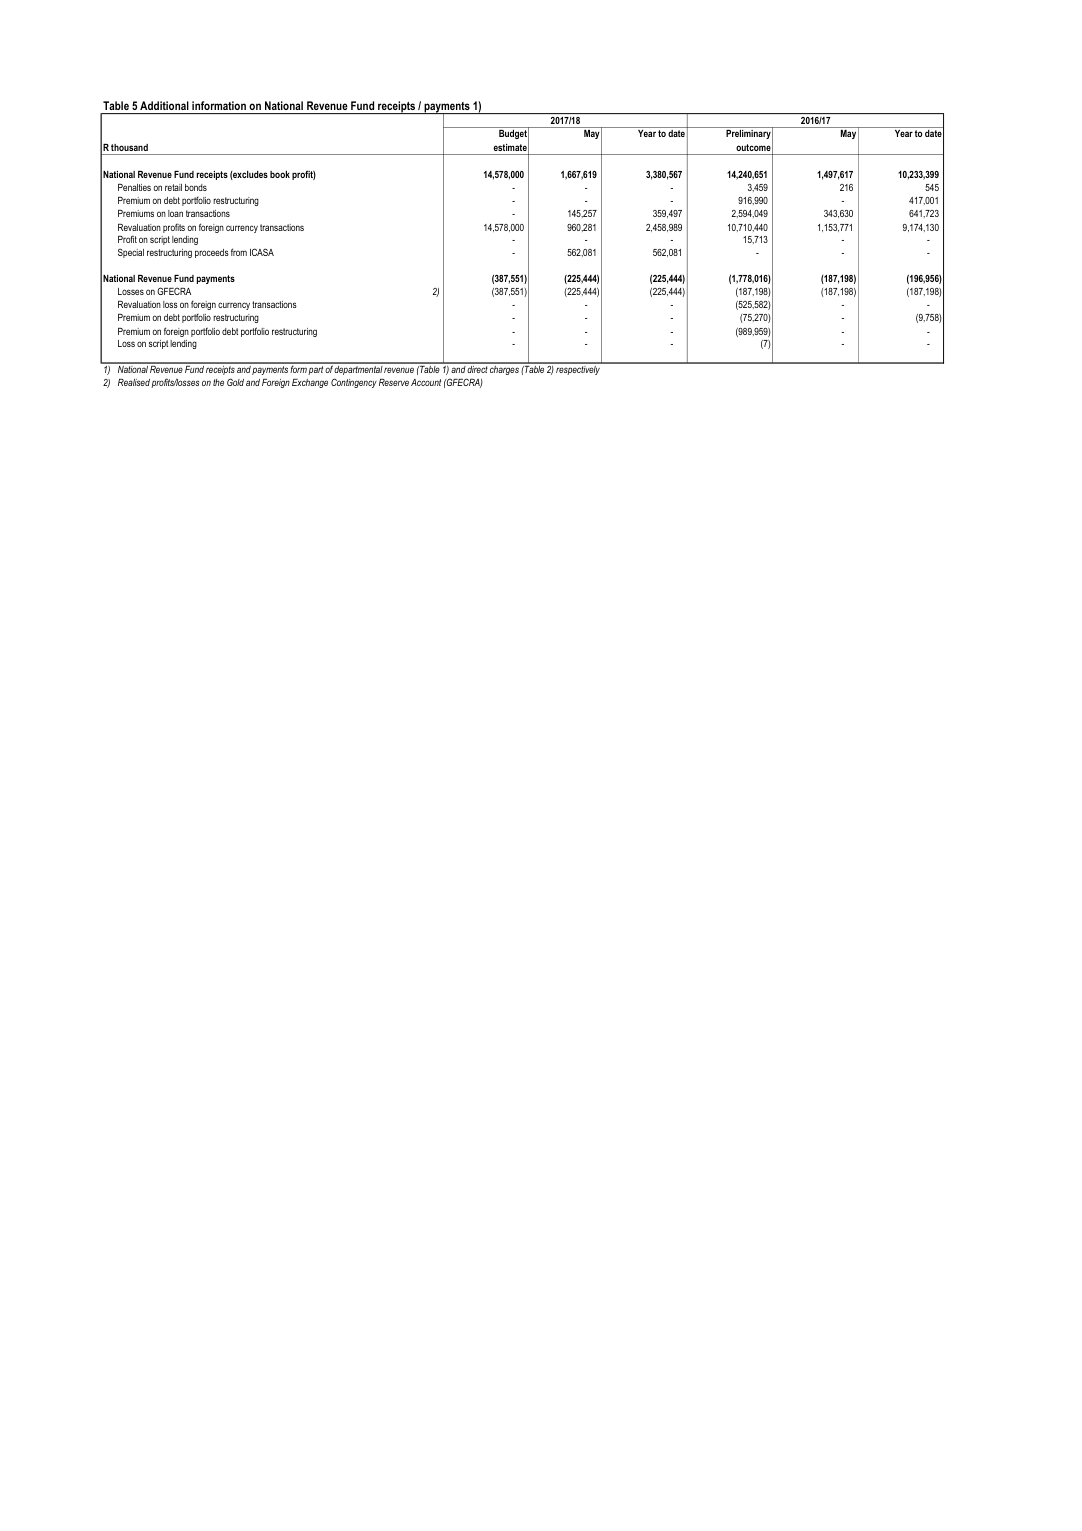 Table 5 Additional information on National Revenue Fund receipts / payments 1)
2017/18 2016/17
Budget May Year to date Preliminary May Year to date
R thousand estimate outcome
National Revenue Fund receipts (excludes book profit) 14,578,000 1,667,619 3,380,567 14,240,651 1,497,617 10,233,399
Penalties on retail bonds - - - 3,459 216 545
Premium on debt portfolio restructuring - - - 916,990 - 417,001
Premiums on loan transactions - 145,257 359,497 2,594,049 343,630 641,723
Revaluation profits on foreign currency transactions 14,578,000 960,281 2,458,989 10,710,440 1,153,771 9,174,130
Profit on script lending - - - 15,713 - -
Special restructuring proceeds from ICASA - 562,081 562,081 - - -
National Revenue Fund payments (387,551) (225,444) (225,444) (1,778,016) (187,198) (196,956)
Losses on GFECRA 2) (387,551) (225,444) (225,444) (187,198) (187,198) (187,198)
Revaluation loss on foreign currency transactions - - - (525,582) - -
Premium on debt portfolio restructuring - - - (75,270) - (9,758)
Premium on foreign portfolio debt portfolio restructuring - - - (989,959) - -
Loss on script lending - - - (7) - -
1) National Revenue Fund receipts and payments form part of departmental revenue (Table 1) and direct charges (Table 2) respectively
2) Realised profits/losses on the Gold and Foreign Exchange Contingency Reserve Account (GFECRA)